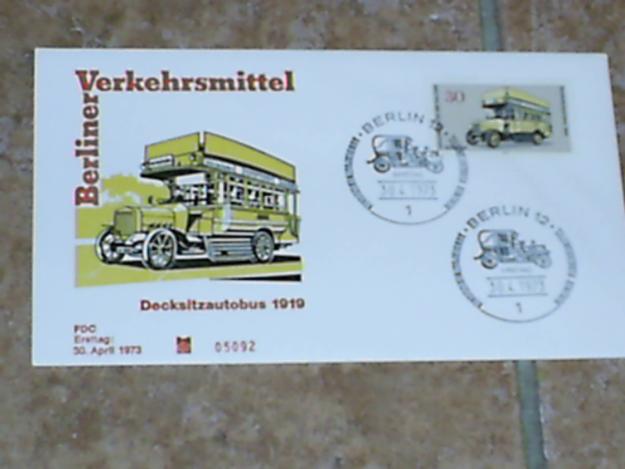 Berliner
Verkehrsmittel
Decksitzautobus 1919
FDC
Ersttag:
30. April 1973
05092
30
BERLIN 12
30.4.1973
1
BERLIN 12
30.4.1973
1